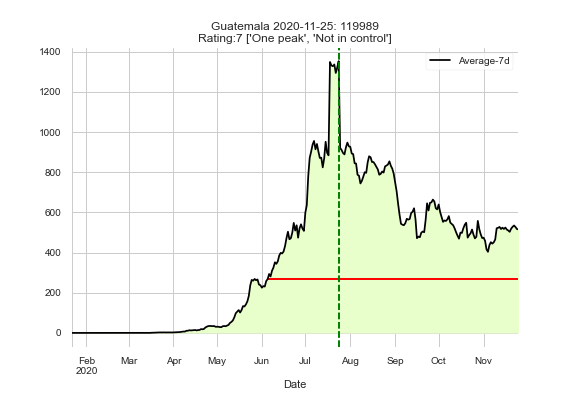 Guatemala 2020-11-25: 119989
Rating:7 ['One peak', 'Not in control']
Average-7d
1400
1200
1000
800
600
400
200
0
Feb Mar Apr May Jun Jul Aug Sep Oct Nov
2020
Date